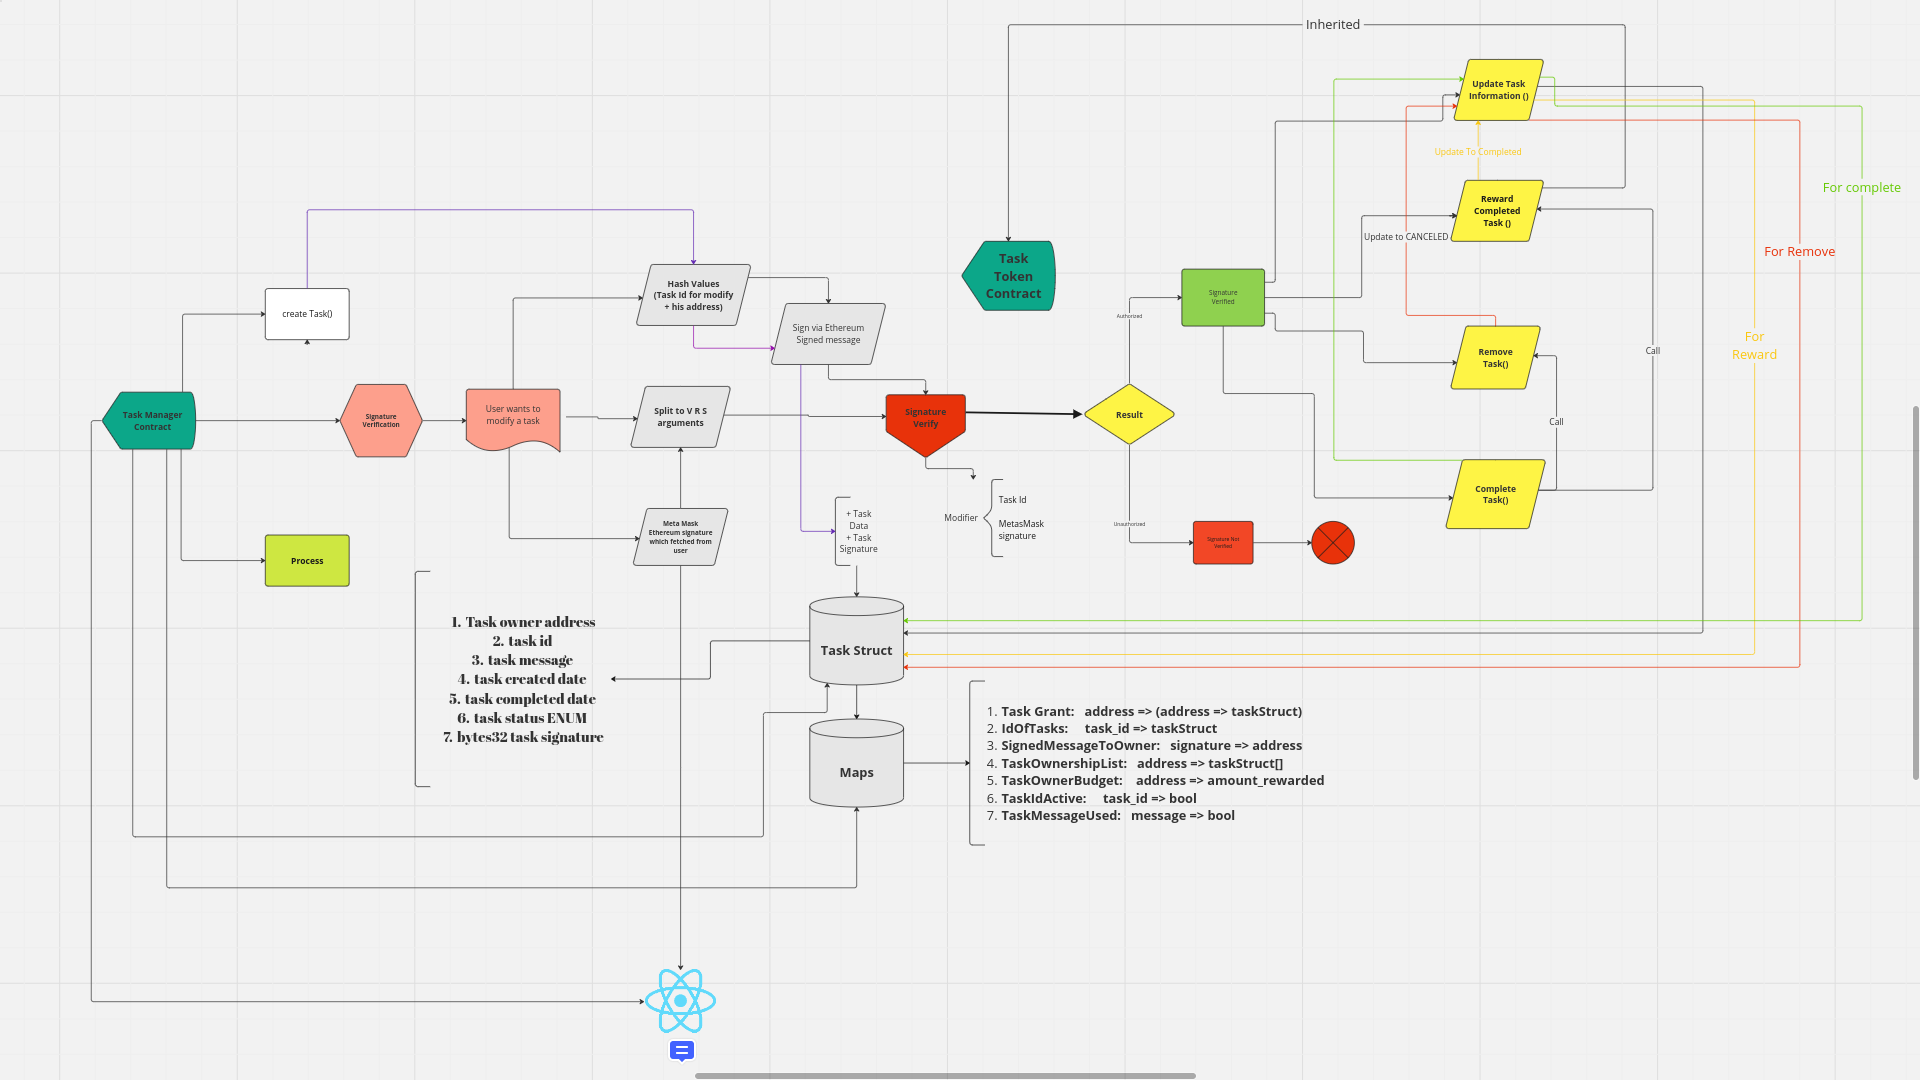 Inherited
Update Task
Information ()
Update To Completed
For complete
Reward
Completed
Task ()
Update to CANCELED
For Remove
Task
Token
Contract
Hash Values
(Task Id for modify
+ his address)
create Task()
Sign via Ethereum
Signed message
Signature
Verified
Authorized
For
Reward
Call
Remove
Task()
Task Manager
Contract
Signature
Verification
User wants to
modify a task
Split to V R S
arguments
Signature
Verify
Result
Call
Complete
Task()
Task Id
Modifier
MetasMask
signature
+ Task
Data
+ Task
Signature
Meta Mask
Ethereum signature
which fetched from
user
Unauthorized
Signature Not
Verified
Process
1. Task owner address
2. task id
3. task message
4. task created date
5. task completed date
6. task status ENUM
7. bytes32 task signature
Task Struct
Maps
1. Task Grant: address => (address => taskStruct)
2. IdOfTasks: task_id => taskStruct
3. SignedMessageToOwner: signature => address
4. TaskOwnershipList: address => taskStruct[]
5. TaskOwnerBudget: address => amount_rewarded
6. TaskIdActive: task_id => bool
7. TaskMessageUsed: message => bool